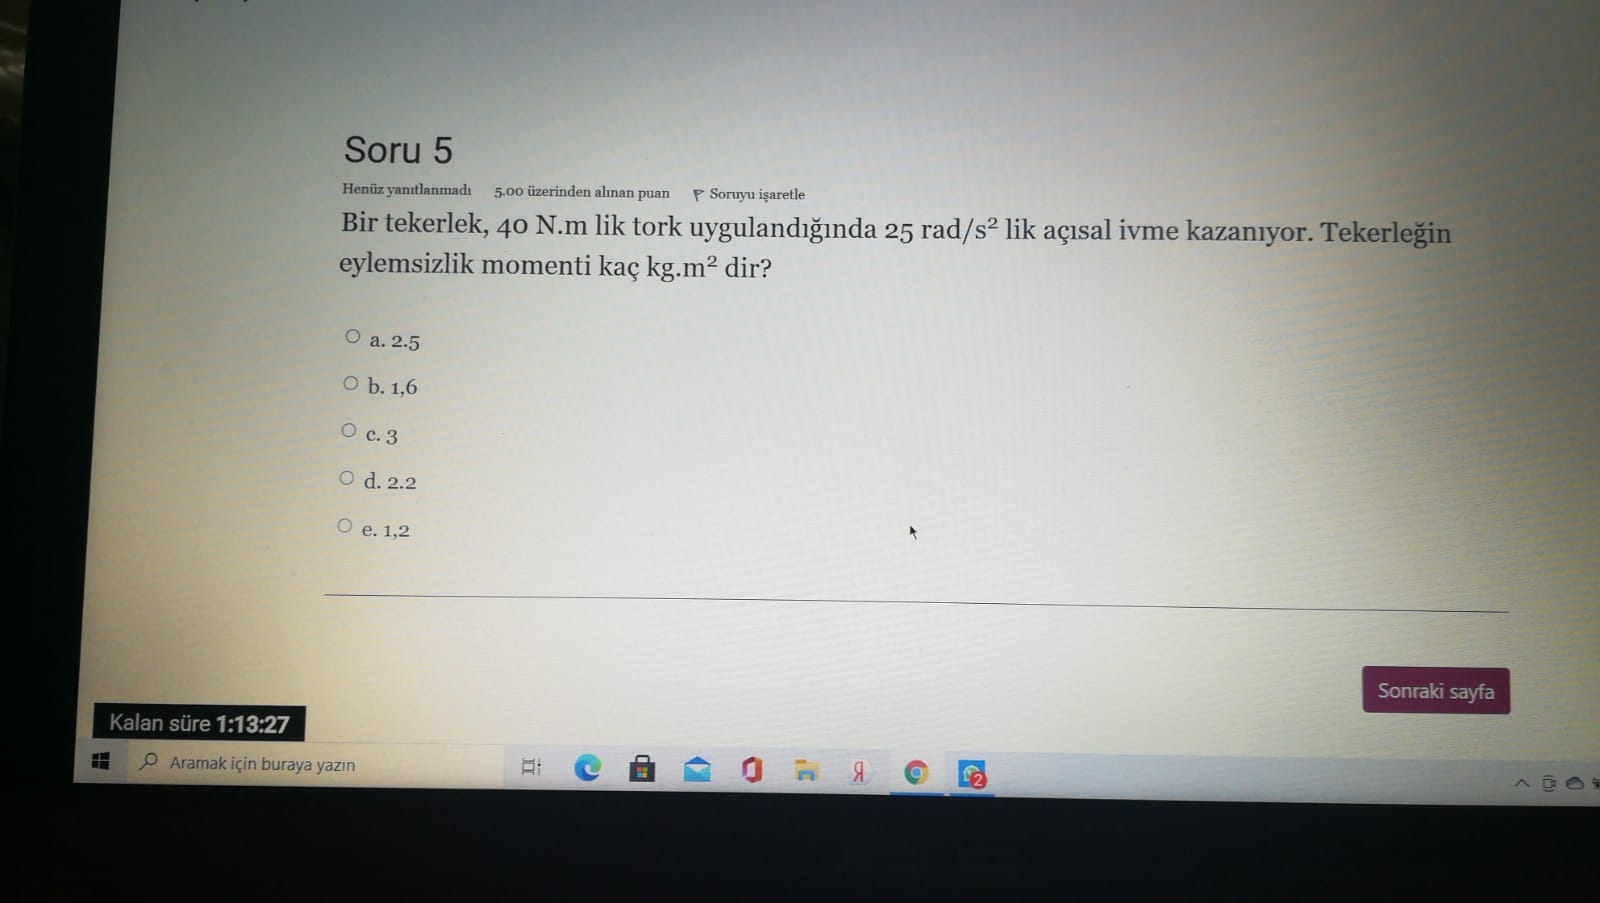 Soru 5
Henüz yanıtlanmadı 5.00 üzerinden alınan puan Soruyu işaretle
Bir tekerlek, 40 N.m lik tork uygulandığında 25 rad/s² lik açısal ivme kazanıyor. Tekerleğin
eylemsizlik momenti kaç kg.m² dir?
a. 2.5
b. 1,6
c. 3
d. 2.2
e. 1,2
Sonraki sayfa
Kalan süre 1:13:27
Aramak için buraya yazın
Я
2